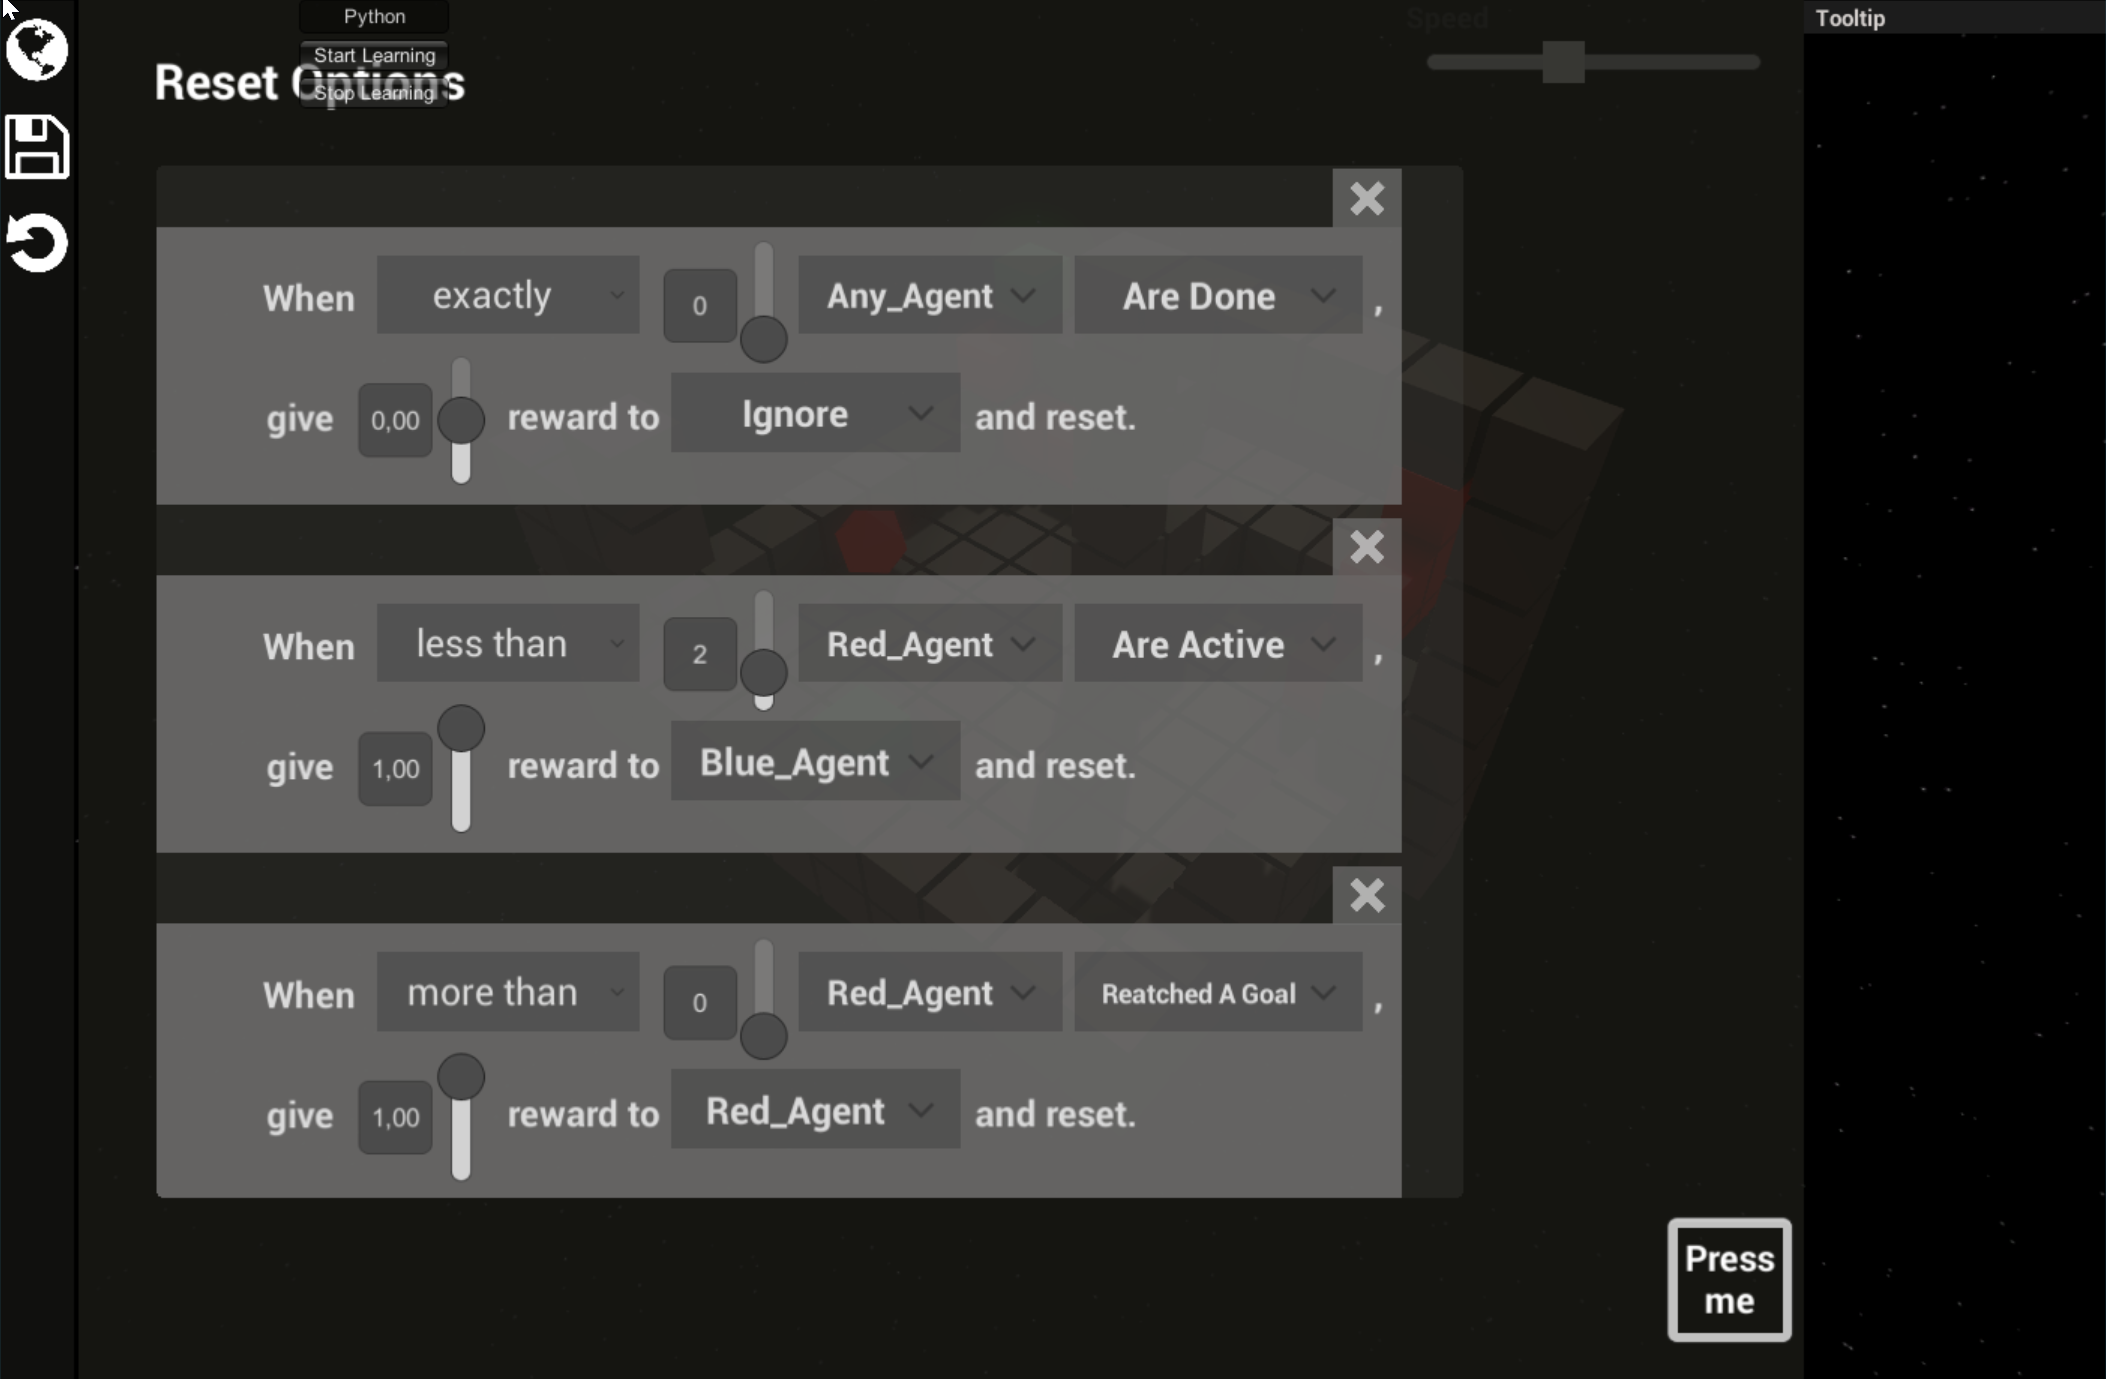 Python
Speed
Tooltip
Start Learning
Reset Options
Stop Learning
When exactly 0 Any_Agent Are Done ,
give 0,00 reward to Ignore and reset.
When less than 2 Red_Agent Are Active ,
give 1,00 reward to Blue_Agent and reset.
When more than 0 Red_Agent Reatched A Goal ,
give 1,00 reward to Red_Agent and reset.
Press
me